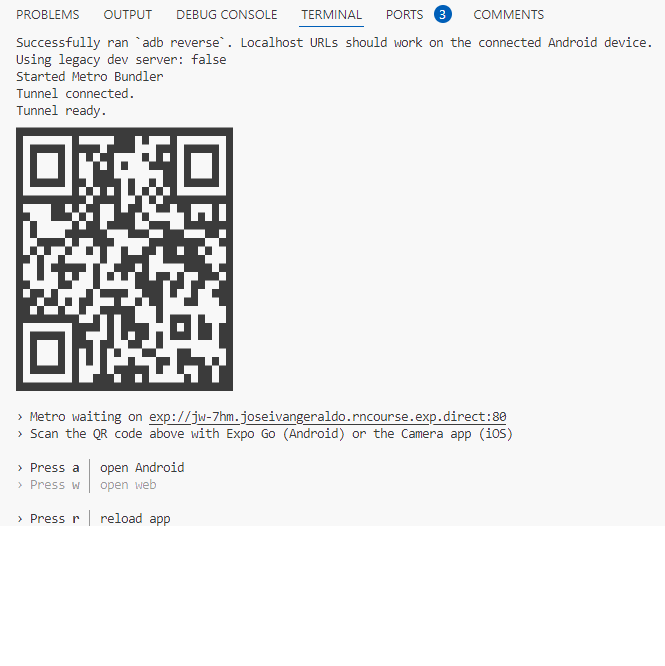 PROBLEMS OUTPUT DEBUG CONSOLE TERMINAL PORTS 3 COMMENTS
Successfully ran `adb reverse`. Localhost URLs should work on the connected Android device.
Using legacy dev server: false
Started Metro Bundler
Tunnel connected.
Tunnel ready.
› Metro waiting on exp://jw-7hm.joseivangeraldo.rncourse.exp.direct:80
› Scan the QR code above with Expo Go (Android) or the Camera app (iOS)
› Press a │ open Android
› Press w │ open web
› Press r │ reload app